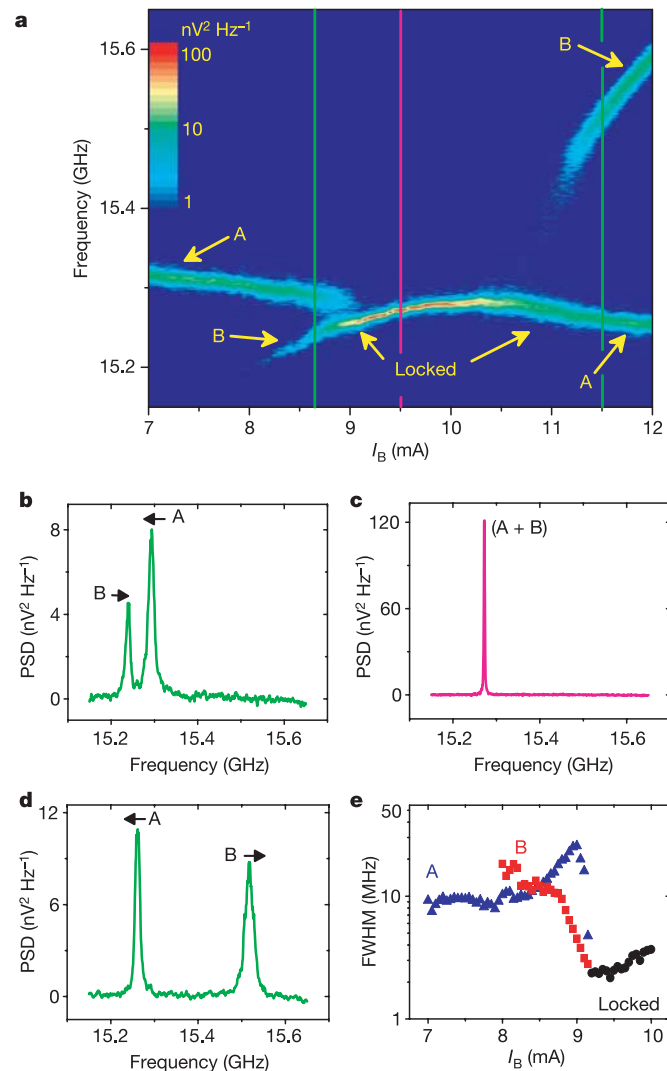 a
nV² Hz⁻¹
100
10
1
15.6
15.4
15.2
Frequency (GHz)
A
B
B
Locked
A
7 8 9 10 11 12
I_B (mA)
b
8
4
0
PSD (nV² Hz⁻¹)
B
A
15.2 15.4 15.6
Frequency (GHz)
c
120
60
0
PSD (nV² Hz⁻¹)
(A + B)
15.2 15.4 15.6
Frequency (GHz)
d
12
6
0
PSD (nV² Hz⁻¹)
A
B
15.2 15.4 15.6
Frequency (GHz)
e
50
10
1
FWHM (MHz)
A
B
Locked
7 8 9 10
I_B (mA)